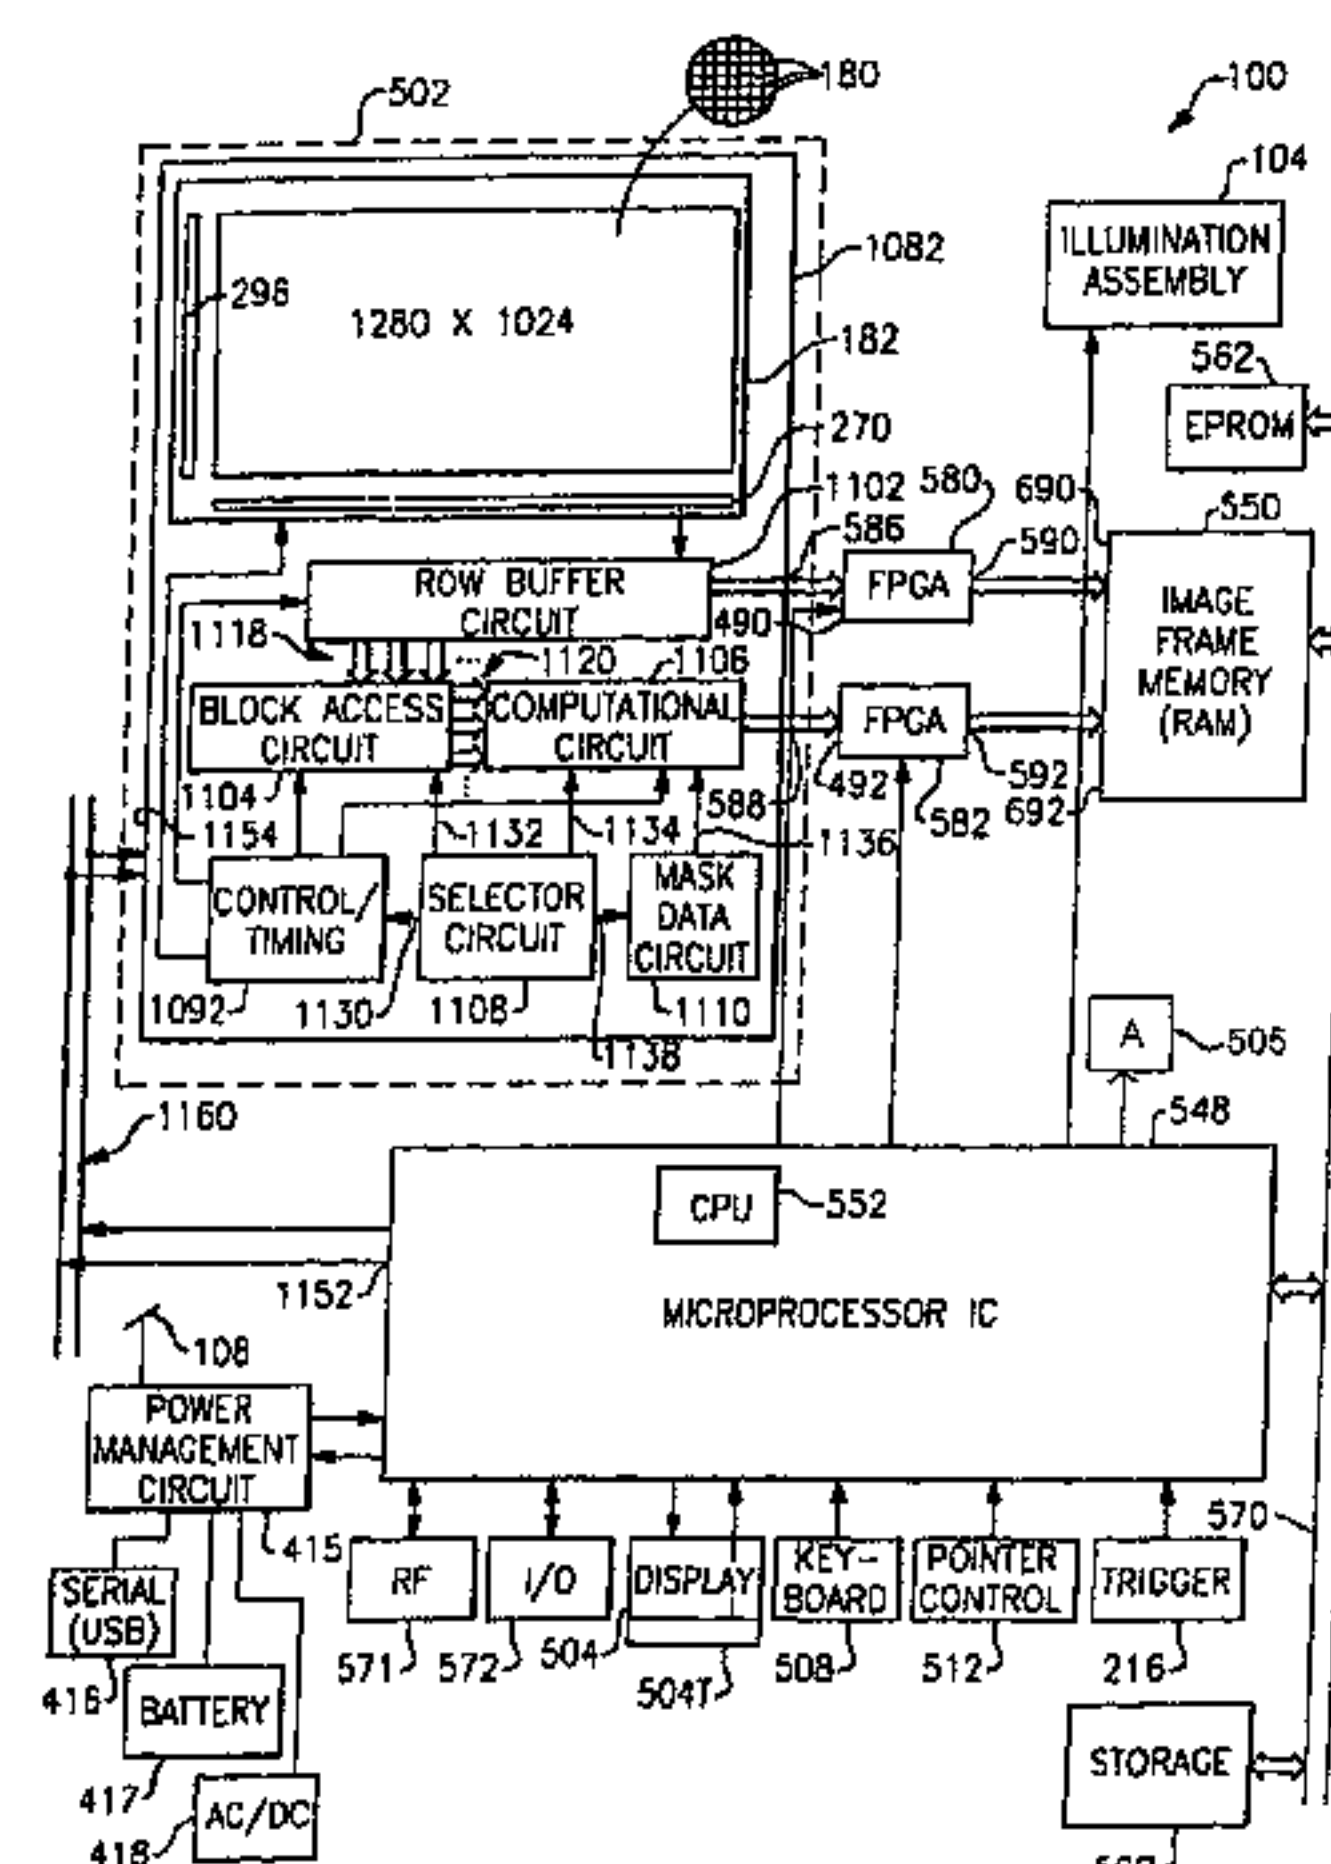 502
180
100
104
ILLUMINATION
ASSEMBLY
1082
298
1280 X 1024
182
562
EPROM
270
1102
580
690
550
586
590
ROW BUFFER
CIRCUIT
FPGA
IMAGE
FRAME
MEMORY
(RAM)
490
1118
1120
1106
BLOCK ACCESS
CIRCUIT
COMPUTATIONAL
CIRCUIT
FPGA
592
1104
588
492
582
692
1154
1132
1134
1136
CONTROL/
TIMING
SELECTOR
CIRCUIT
MASK
DATA
CIRCUIT
1092
1130
1108
1110
1138
A
505
1160
548
CPU
552
1152
MICROPROCESSOR IC
108
POWER
MANAGEMENT
CIRCUIT
415
570
SERIAL
(USB)
RF
I/O
DISPLAY
KEY-
BOARD
POINTER
CONTROL
TRIGGER
416
571
572
504
504T
508
512
216
BATTERY
STORAGE
417
AC/DC
418